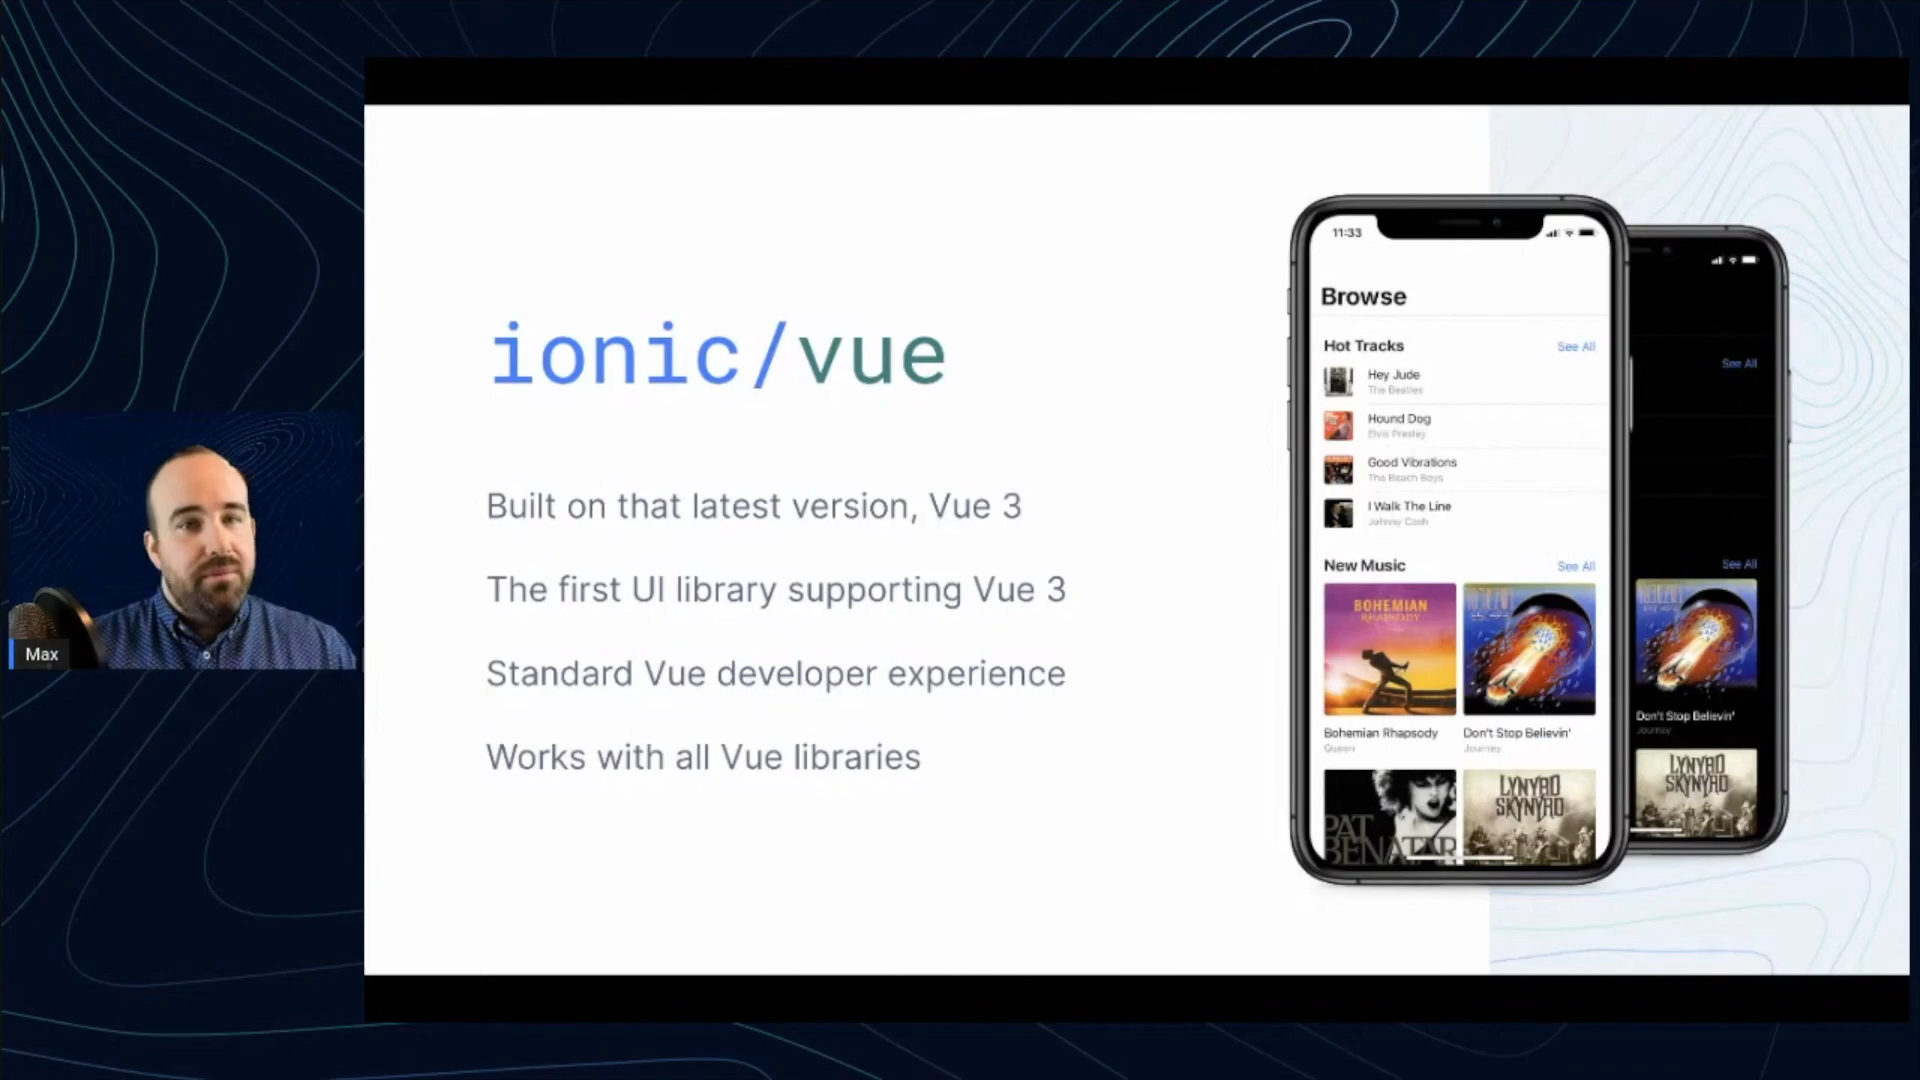 Max
ionic/vue
Built on that latest version, Vue 3
The first UI library supporting Vue 3
Standard Vue developer experience
Works with all Vue libraries
11:33
Browse
Hot Tracks See All
Hey Jude
The Beatles
Hound Dog
Elvis Presley
Good Vibrations
The Beach Boys
I Walk The Line
Johnny Cash
New Music See All
BOHEMIAN
RHAPSODY
Bohemian Rhapsody
Queen
Don't Stop Believin'
Journey
PAT
BENATAR
LYNYRD
SKYNYRD
See All
See All
Don't Stop Believin'
Journey
LYNYRD
SKYNYRD